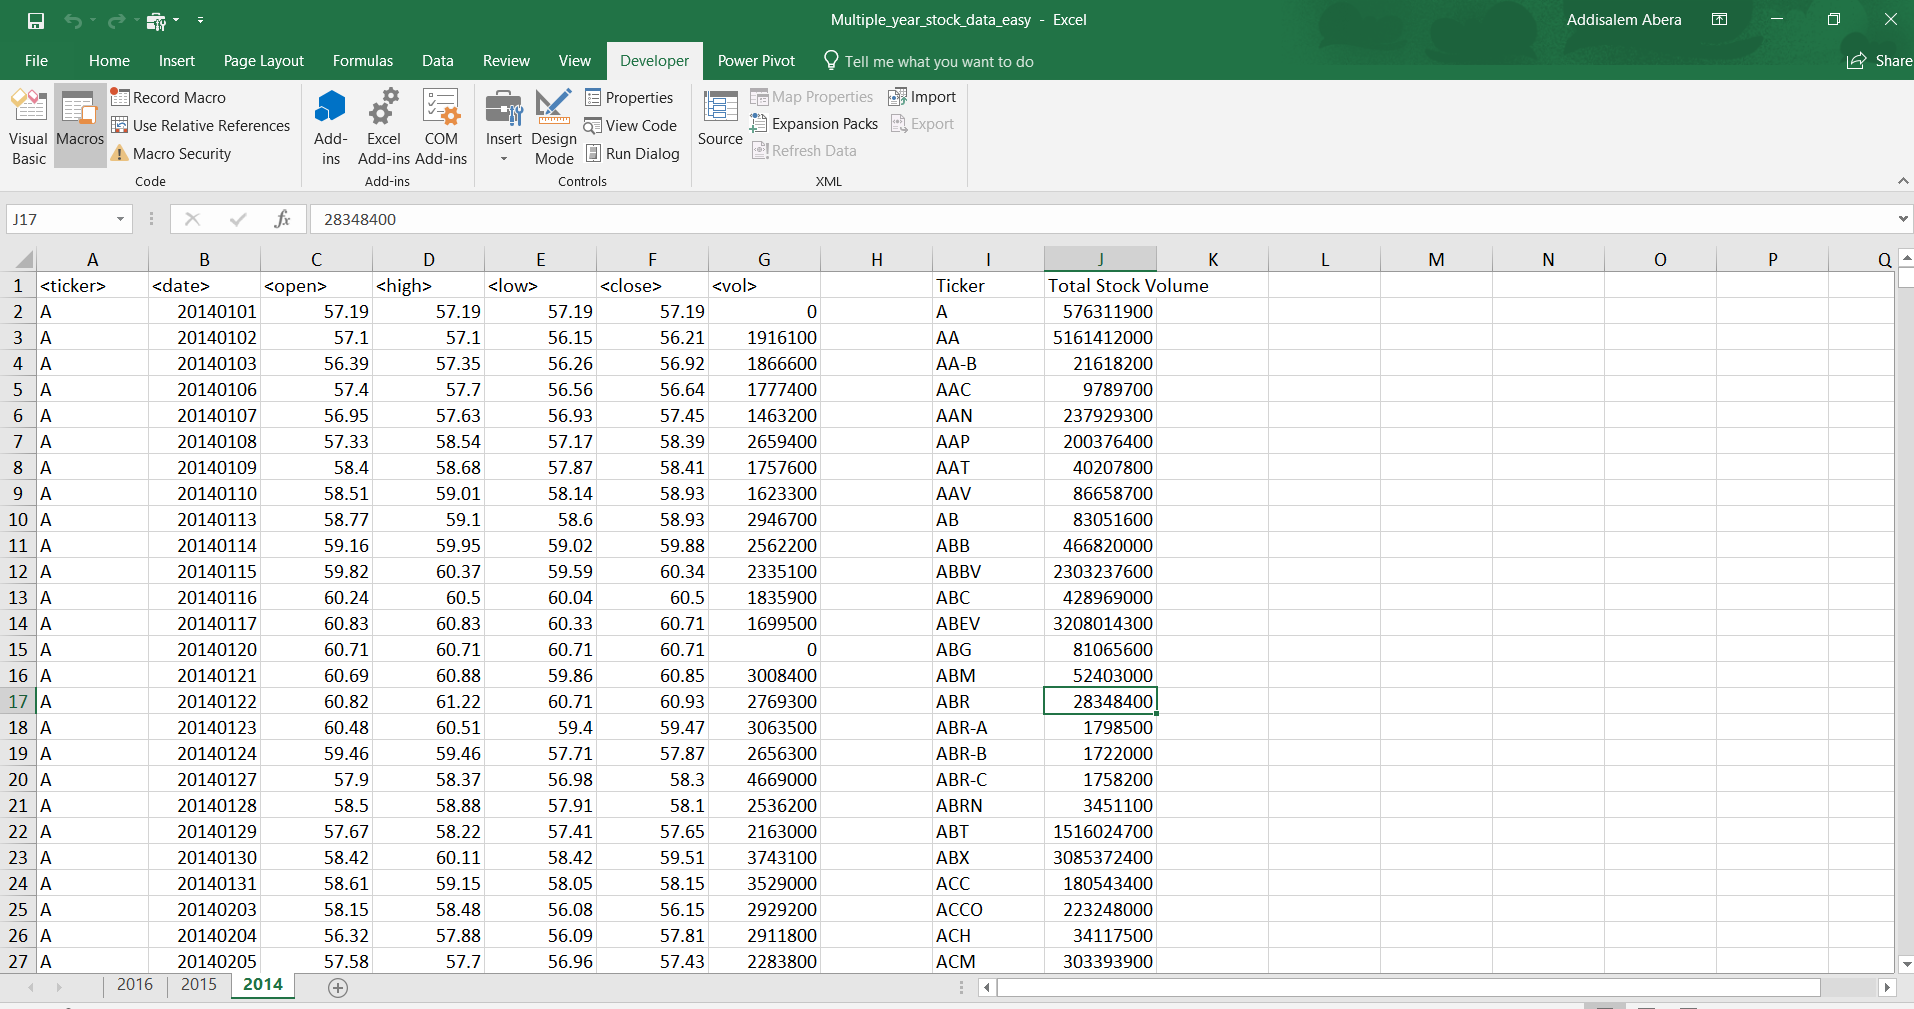 Multiple_year_stock_data_easy - Excel
Addisalem Abera
File Home Insert Page Layout Formulas Data Review View Developer Power Pivot Tell me what you want to do Share
Visual Basic
Macros
Record Macro
Use Relative References
Macro Security
Code
Add-ins
Excel Add-ins
COM Add-ins
Add-ins
Insert
Design Mode
Properties
View Code
Run Dialog
Controls
Source
Map Properties
Expansion Packs
Refresh Data
Import
Export
XML
J17 fx 28348400
A B C D E F G H I J K L M N O P Q
1 <ticker> <date> <open> <high> <low> <close> <vol> Ticker Total Stock Volume
2 A 20140101 57.19 57.19 57.19 57.19 0 A 576311900
3 A 20140102 57.1 57.1 56.15 56.21 1916100 AA 5161412000
4 A 20140103 56.39 57.35 56.26 56.92 1866600 AA-B 21618200
5 A 20140106 57.4 57.7 56.56 56.64 1777400 AAC 9789700
6 A 20140107 56.95 57.63 56.93 57.45 1463200 AAN 237929300
7 A 20140108 57.33 58.54 57.17 58.39 2659400 AAP 200376400
8 A 20140109 58.4 58.68 57.87 58.41 1757600 AAT 40207800
9 A 20140110 58.51 59.01 58.14 58.93 1623300 AAV 86658700
10 A 20140113 58.77 59.1 58.6 58.93 2946700 AB 83051600
11 A 20140114 59.16 59.95 59.02 59.88 2562200 ABB 466820000
12 A 20140115 59.82 60.37 59.59 60.34 2335100 ABBV 2303237600
13 A 20140116 60.24 60.5 60.04 60.5 1835900 ABC 428969000
14 A 20140117 60.83 60.83 60.33 60.71 1699500 ABEV 3208014300
15 A 20140120 60.71 60.71 60.71 60.71 0 ABG 81065600
16 A 20140121 60.69 60.88 59.86 60.85 3008400 ABM 52403000
17 A 20140122 60.82 61.22 60.71 60.93 2769300 ABR 28348400
18 A 20140123 60.48 60.51 59.4 59.47 3063500 ABR-A 1798500
19 A 20140124 59.46 59.46 57.71 57.87 2656300 ABR-B 1722000
20 A 20140127 57.9 58.37 56.98 58.3 4669000 ABR-C 1758200
21 A 20140128 58.5 58.88 57.91 58.1 2536200 ABRN 3451100
22 A 20140129 57.67 58.22 57.41 57.65 2163000 ABT 1516024700
23 A 20140130 58.42 60.11 58.42 59.51 3743100 ABX 3085372400
24 A 20140131 58.61 59.15 58.05 58.15 3529000 ACC 180543400
25 A 20140203 58.15 58.48 56.08 56.15 2929200 ACCO 223248000
26 A 20140204 56.32 57.88 56.09 57.81 2911800 ACH 34117500
27 A 20140205 57.58 57.7 56.96 57.43 2283800 ACM 303393900
2016 2015 2014